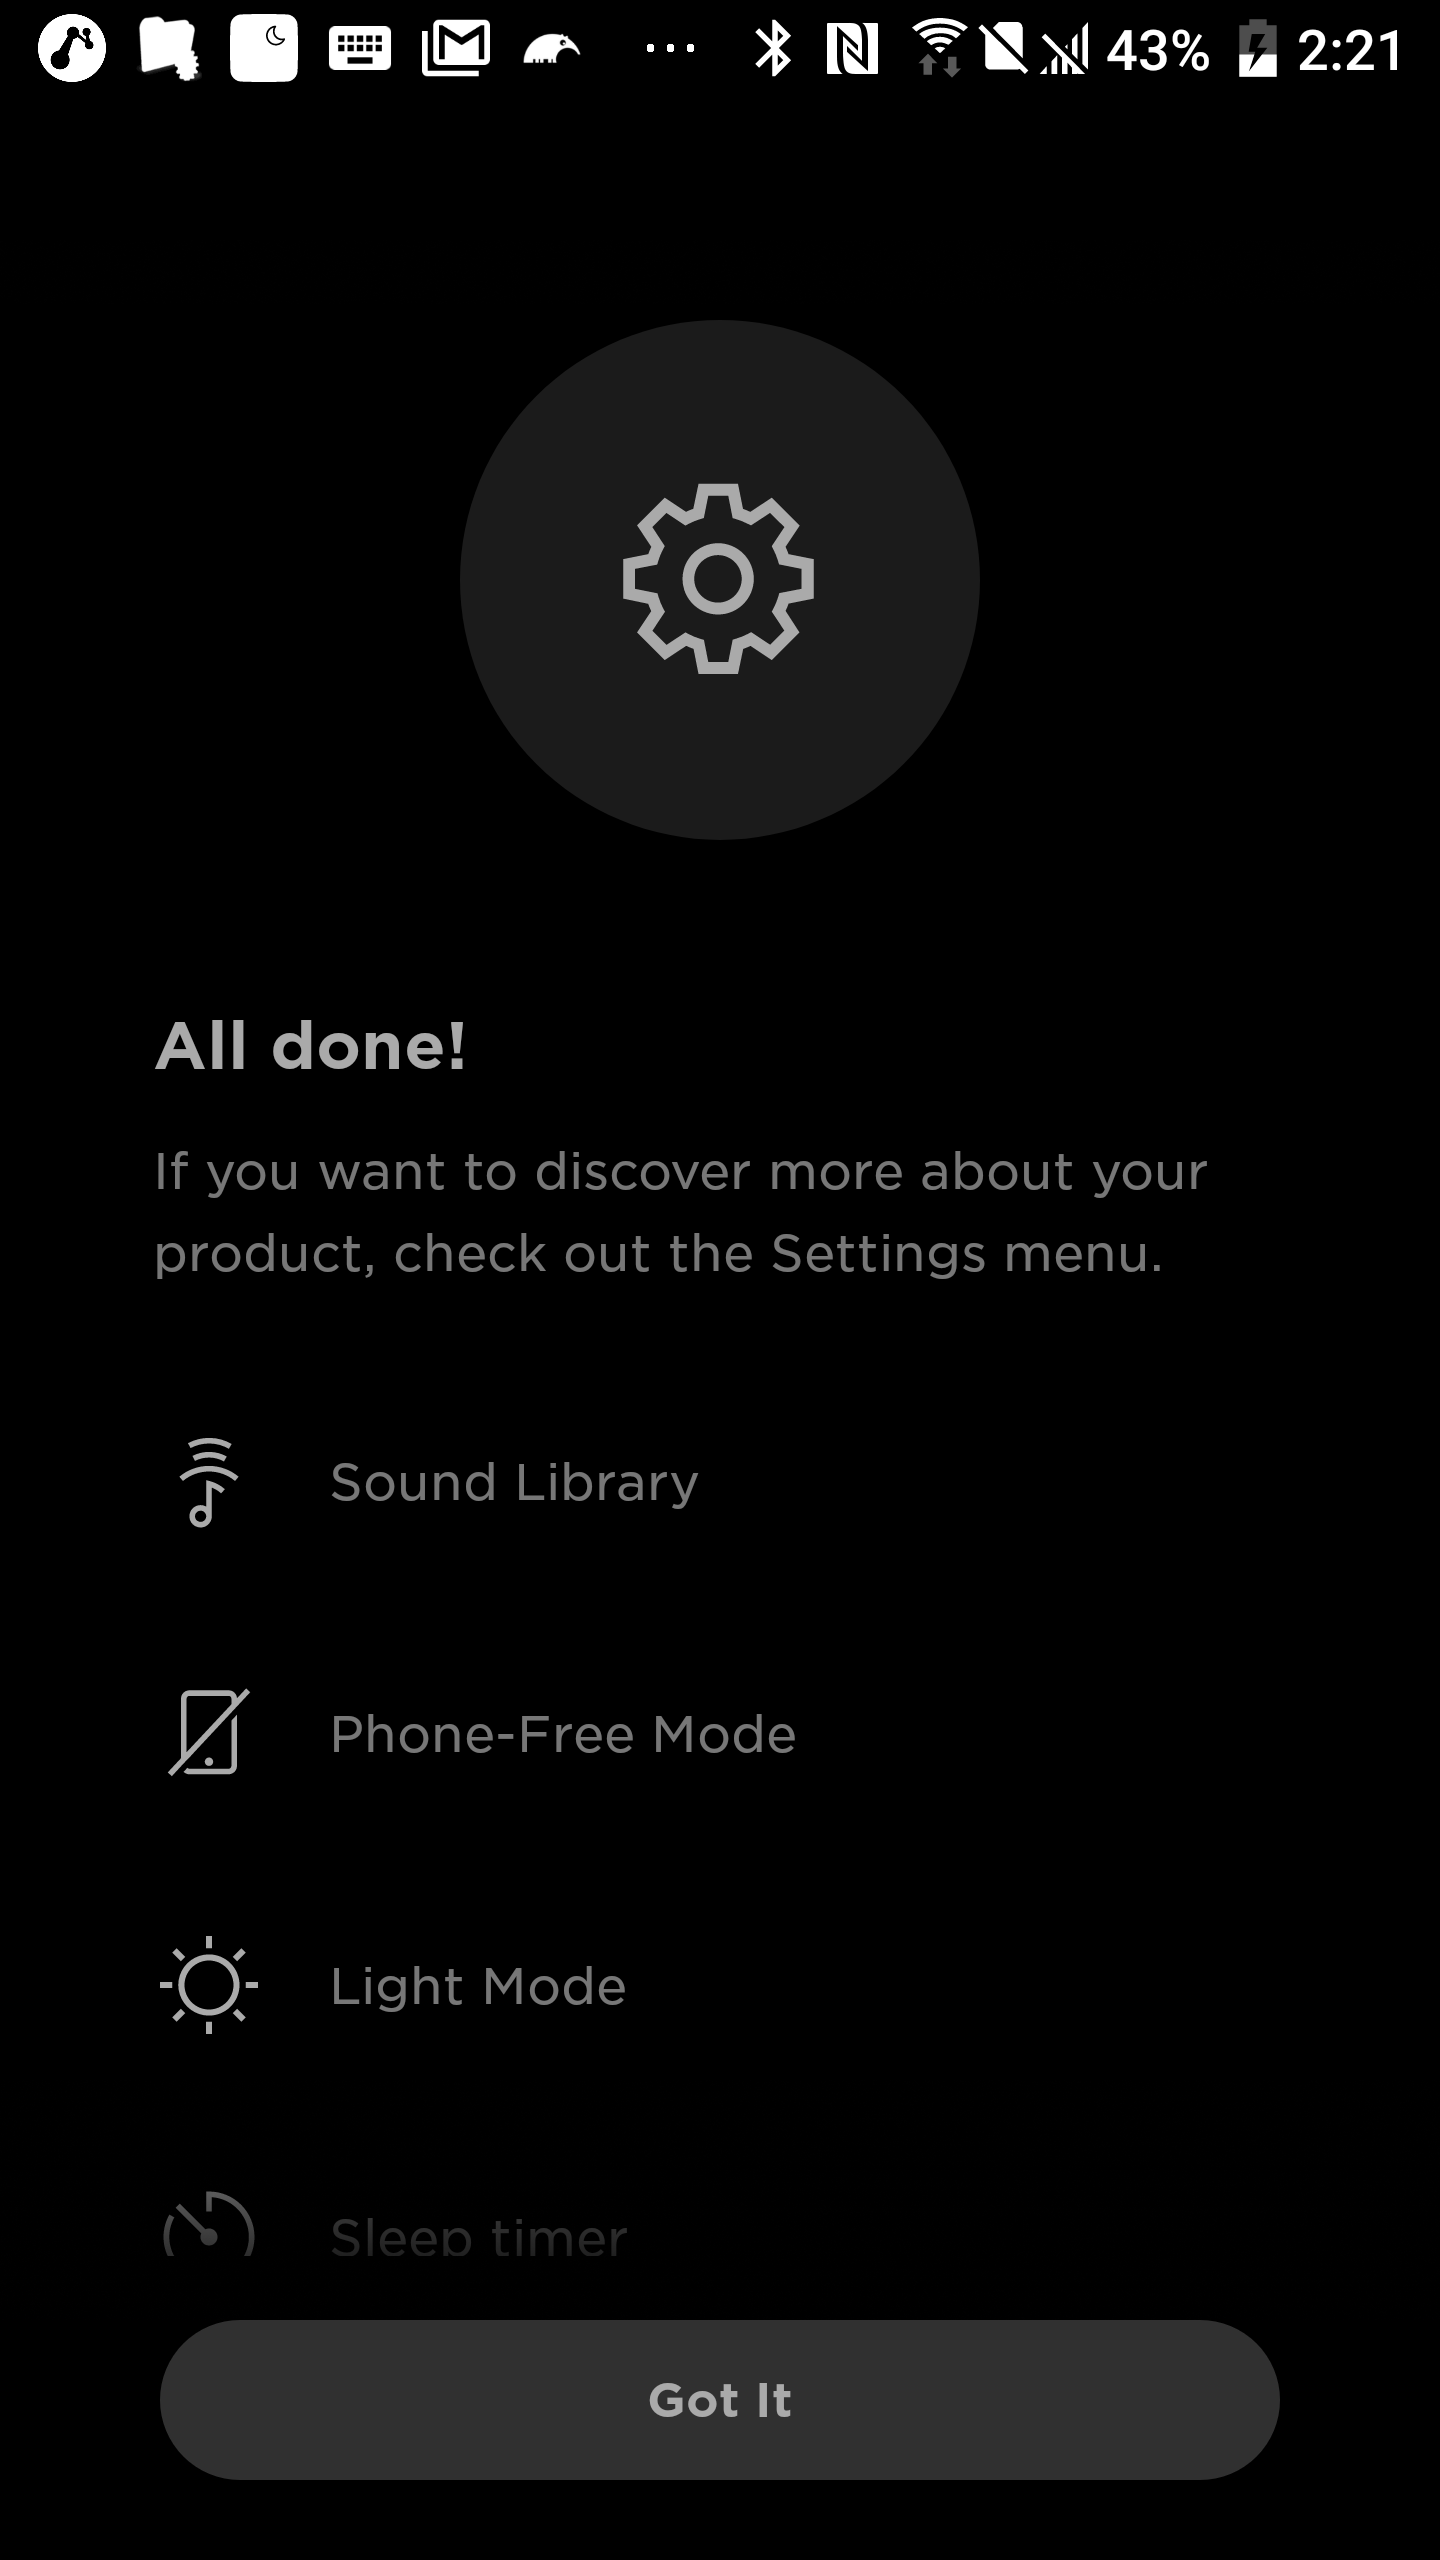 43% 2:21
All done!
If you want to discover more about your
product, check out the Settings menu.
Sound Library
Phone-Free Mode
Light Mode
Sleep timer
Got It